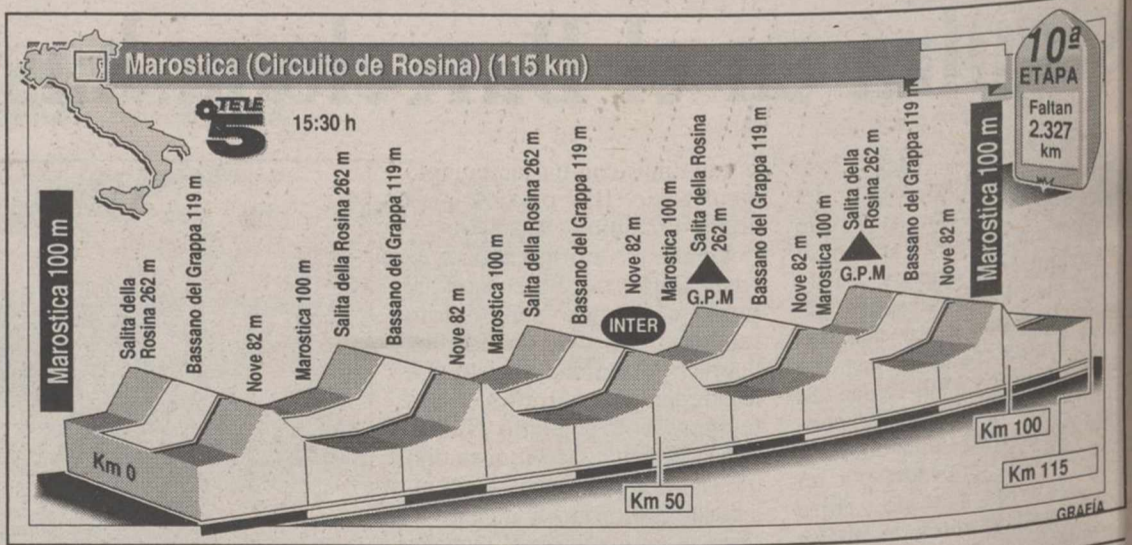 Marostica (Circuito de Rosina) (115 km)
10ª
ETAPA
Faltan
2.327
km
TELE
5
15:30 h
Marostica 100 m
Salita della
Rosina 262 m
Bassano del Grappa 119 m
Nove 82 m
Marostica 100 m
Salita della Rosina 262 m
Bassano del Grappa 119 m
Nove 82 m
Marostica 100 m
Salita della Rosina 262 m
Bassano del Grappa 119 m
INTER
Nove 82 m
Marostica 100 m
Salita della Rosina
262 m
G.P.M
Bassano del Grappa 119 m
Nove 82 m
Marostica 100 m
Salita della
Rosina 262 m
G.P.M
Bassano del Grappa 119 m
Nove 82 m
Marostica 100 m
Km 0
Km 50
Km 100
Km 115
GRAFÍA